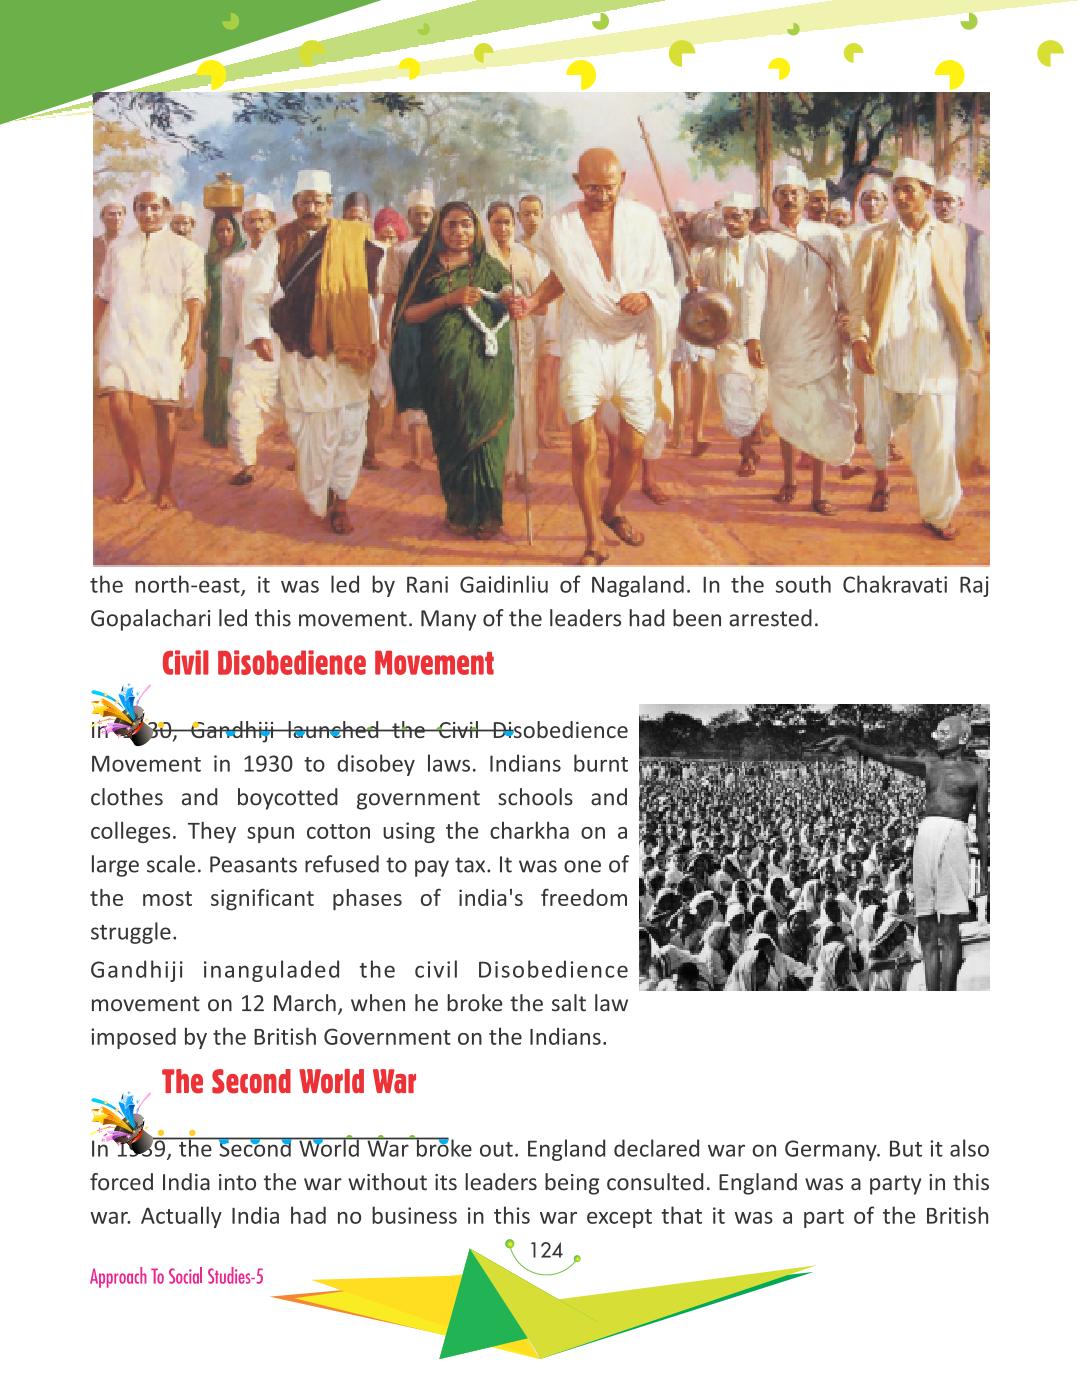 the north-east, it was led by Rani Gaidinliu of Nagaland. In the south Chakravati Raj
Gopalachari led this movement. Many of the leaders had been arrested.
Civil Disobedience Movement
in 1930, Gandhiji launched the Civil Disobedience
Movement in 1930 to disobey laws. Indians burnt
clothes and boycotted government schools and
colleges. They spun cotton using the charkha on a
large scale. Peasants refused to pay tax. It was one of
the most significant phases of india's freedom
struggle.
Gandhiji inanguladed the civil Disobedience
movement on 12 March, when he broke the salt law
imposed by the British Government on the Indians.
The Second World War
In 1939, the Second World War broke out. England declared war on Germany. But it also
forced India into the war without its leaders being consulted. England was a party in this
war. Actually India had no business in this war except that it was a part of the British
124
Approach To Social Studies-5